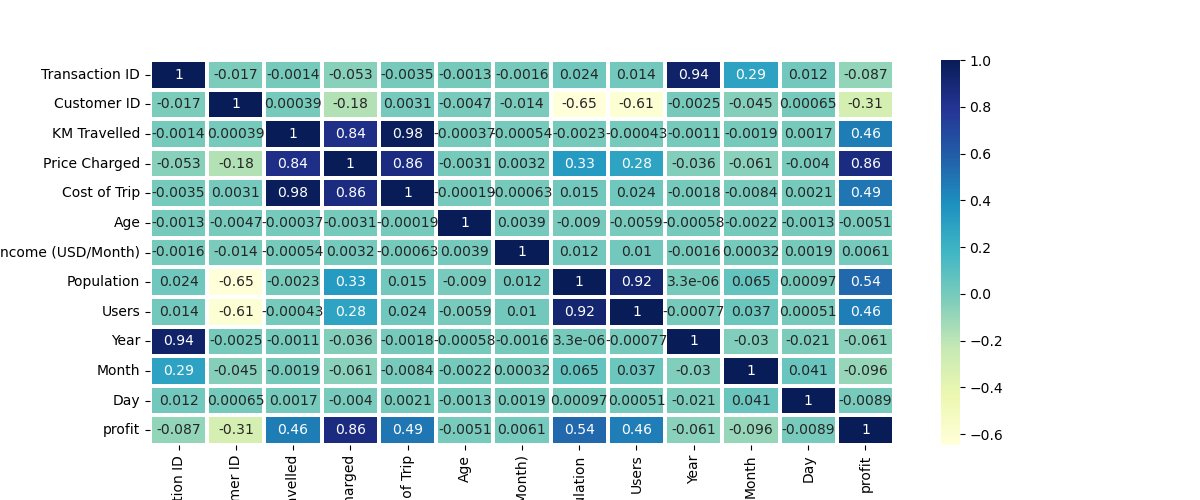 1.0
Transaction ID 1 -0.017 -0.0014 -0.053 -0.0035 -0.0013 -0.0016 0.024 0.014 0.94 0.29 0.012 -0.087
Customer ID -0.017 1 0.00039 -0.18 0.0031 -0.0047 -0.014 -0.65 -0.61 -0.0025 -0.045 0.00065 -0.31
0.8
KM Travelled -0.0014 0.00039 1 0.84 0.98 -0.00037 -0.00054 -0.0023 -0.00043 -0.0011 -0.0019 0.0017 0.46
0.6
Price Charged -0.053 -0.18 0.84 1 0.86 -0.0031 0.0032 0.33 0.28 -0.036 -0.061 -0.004 0.86
Cost of Trip -0.0035 0.0031 0.98 0.86 1 -0.00019 -0.00063 0.015 0.024 -0.0018 -0.0084 0.0021 0.49
0.4
Age -0.0013 -0.0047 -0.00037 -0.0031 -0.00019 1 0.0039 -0.009 -0.0059 -0.00058 -0.0022 -0.0013 -0.0051
0.2
ncome (USD/Month) -0.0016 -0.014 -0.00054 0.0032 -0.00063 0.0039 1 0.012 0.01 -0.0016 0.00032 0.0019 0.0061
Population 0.024 -0.65 -0.0023 0.33 0.015 -0.009 0.012 1 0.92 3.3e-06 0.065 0.00097 0.54
0.0
Users 0.014 -0.61 -0.00043 0.28 0.024 -0.0059 0.01 0.92 1 -0.00077 0.037 0.00051 0.46
Year 0.94 -0.0025 -0.0011 -0.036 -0.0018 -0.00058 -0.0016 3.3e-06 -0.00077 1 -0.03 -0.021 -0.061
−0.2
Month 0.29 -0.045 -0.0019 -0.061 -0.0084 -0.0022 0.00032 0.065 0.037 -0.03 1 0.041 -0.096
−0.4
Day 0.012 0.00065 0.0017 -0.004 0.0021 -0.0013 0.0019 0.00097 0.00051 -0.021 0.041 1 -0.0089
profit -0.087 -0.31 0.46 0.86 0.49 -0.0051 0.0061 0.54 0.46 -0.061 -0.096 -0.0089 1
−0.6
tion ID
mer ID
avelled
harged
of Trip
Age
Month)
ulation
Users
Year
Month
Day
profit